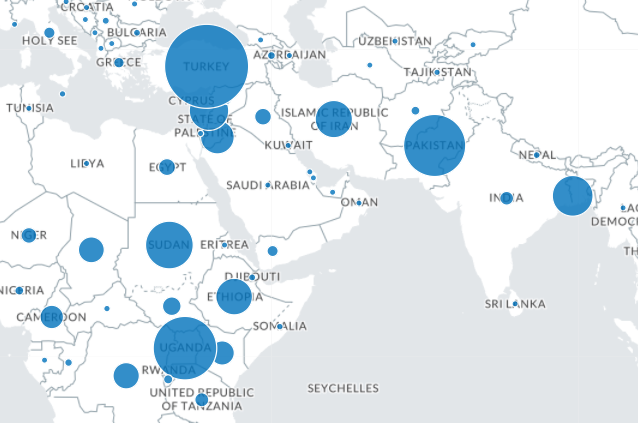 CROATIA
HOLY SEE
BULGARIA
GREECE
TURKEY
AZERBAIJAN
UZBEKISTAN
TAJIKISTAN
TUNISIA
CYPRUS
STATE OF
PALESTINE
ISLAMIC REPUBLIC
OF IRAN
KUWAIT
PAKISTAN
NEPAL
LIBYA
EGYPT
SAUDI ARABIA
OMAN
INDIA
LAO
DEMOC
NIGER
SUDAN
ERITREA
TH
DJIBOUTI
NIGERIA
ETHIOPIA
SRI LANKA
CAMEROON
SOMALIA
UGANDA
RWANDA
SEYCHELLES
UNITED REPUBLIC
OF TANZANIA